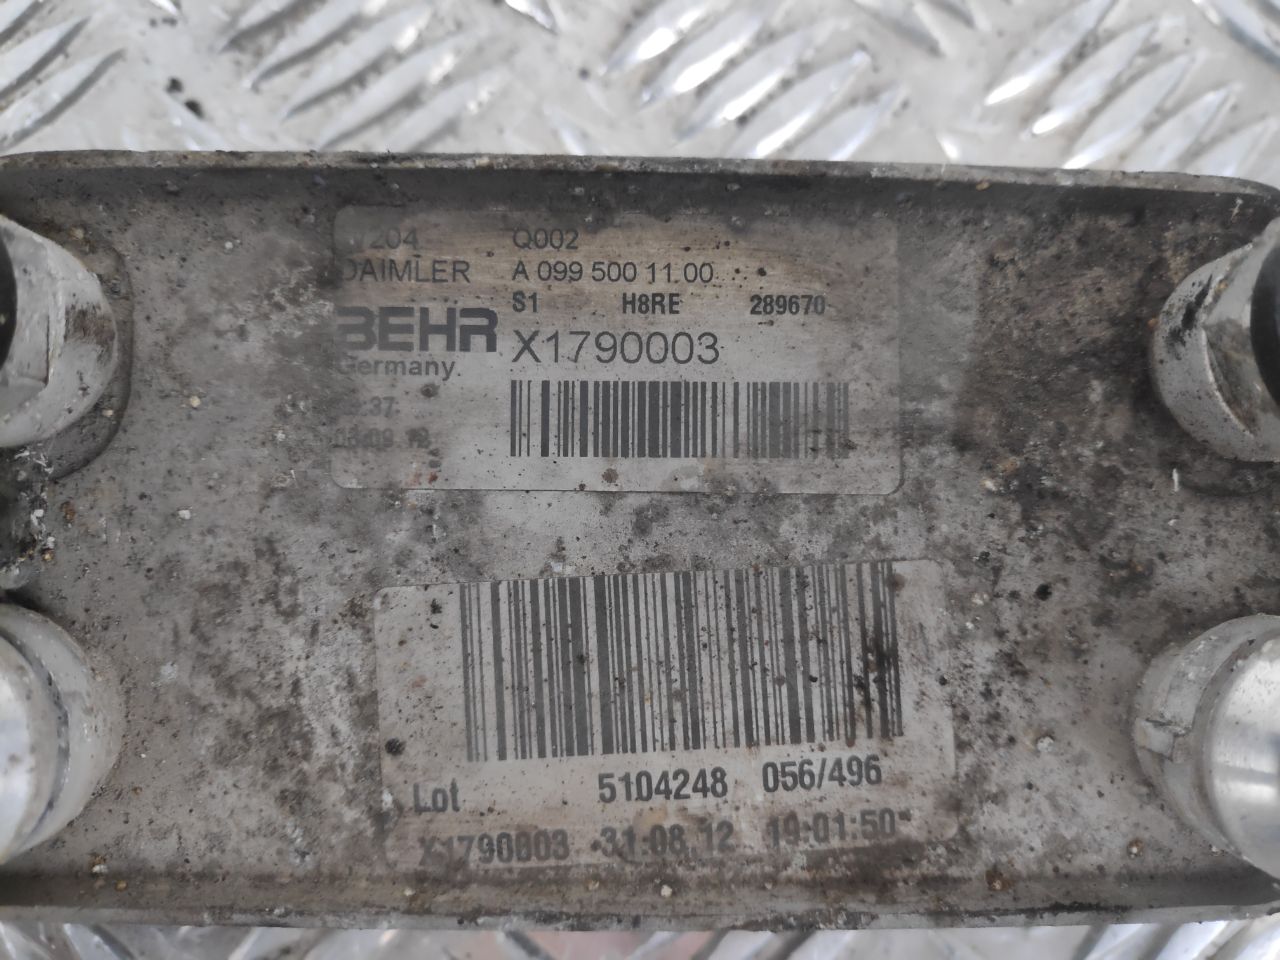 Q002
DAIMLER A 099 500 11 00
S1 H8RE 289670
BEHR X1790003
Germany
Lot 5104248 056/496
X1790003 31.08.12 19:01:50